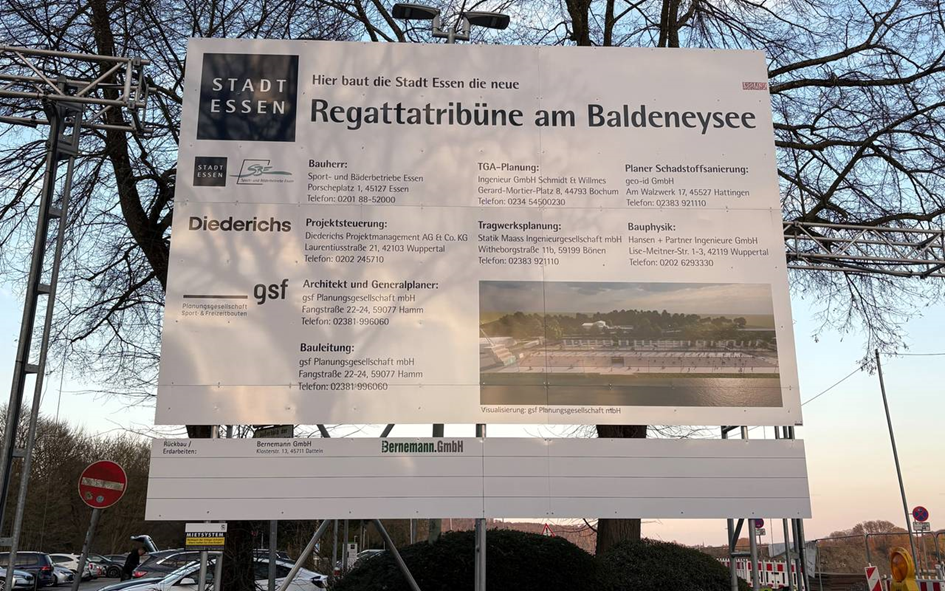 STADT
ESSEN
Hier baut die Stadt Essen die neue
Regattatribüne am Baldeneysee
STADT
ESSEN
Sport- und Bäderbetriebe Essen
Bauherr:
Sport- und Bäderbetriebe Essen
Porscheplatz 1, 45127 Essen
Telefon: 0201 88-52000
TGA-Planung:
Ingenieur GmbH Schmidt & Willmes
Gerard-Mortier-Platz 8, 44793 Bochum
Telefon: 0234 54500230
Planer Schadstoffsanierung:
geo-id GmbH
Am Walzwerk 17, 45527 Hattingen
Telefon: 02383 921110
Diederichs
Projektsteuerung:
Diederichs Projektmanagement AG & Co. KG
Laurentiusstraße 21, 42103 Wuppertal
Telefon: 0202 245710
Tragwerksplanung:
Statik Maass Ingenieurgesellschaft mbH
Witheborgstraße 11b, 59199 Bönen
Telefon: 02383 921110
Bauphysik:
Hansen + Partner Ingenieure GmbH
Lise-Meitner-Str. 1-3, 42119 Wuppertal
Telefon: 0202 6293330
gsf
Planungsgesellschaft
Sport- & Freizeitbauten
Architekt und Generalplaner:
gsf Planungsgesellschaft mbH
Fangstraße 22-24, 59077 Hamm
Telefon: 02381-996060
Bauleitung:
gsf Planungsgesellschaft mbH
Fangstraße 22-24, 59077 Hamm
Telefon: 02381-996060
Visualisierung: gsf Planungsgesellschaft mbH
Rückbau /
Erdarbeiten:
Bernemann GmbH
Klosterstr. 13, 45711 Datteln
Bernemann.GmbH
MIETSYSTEM